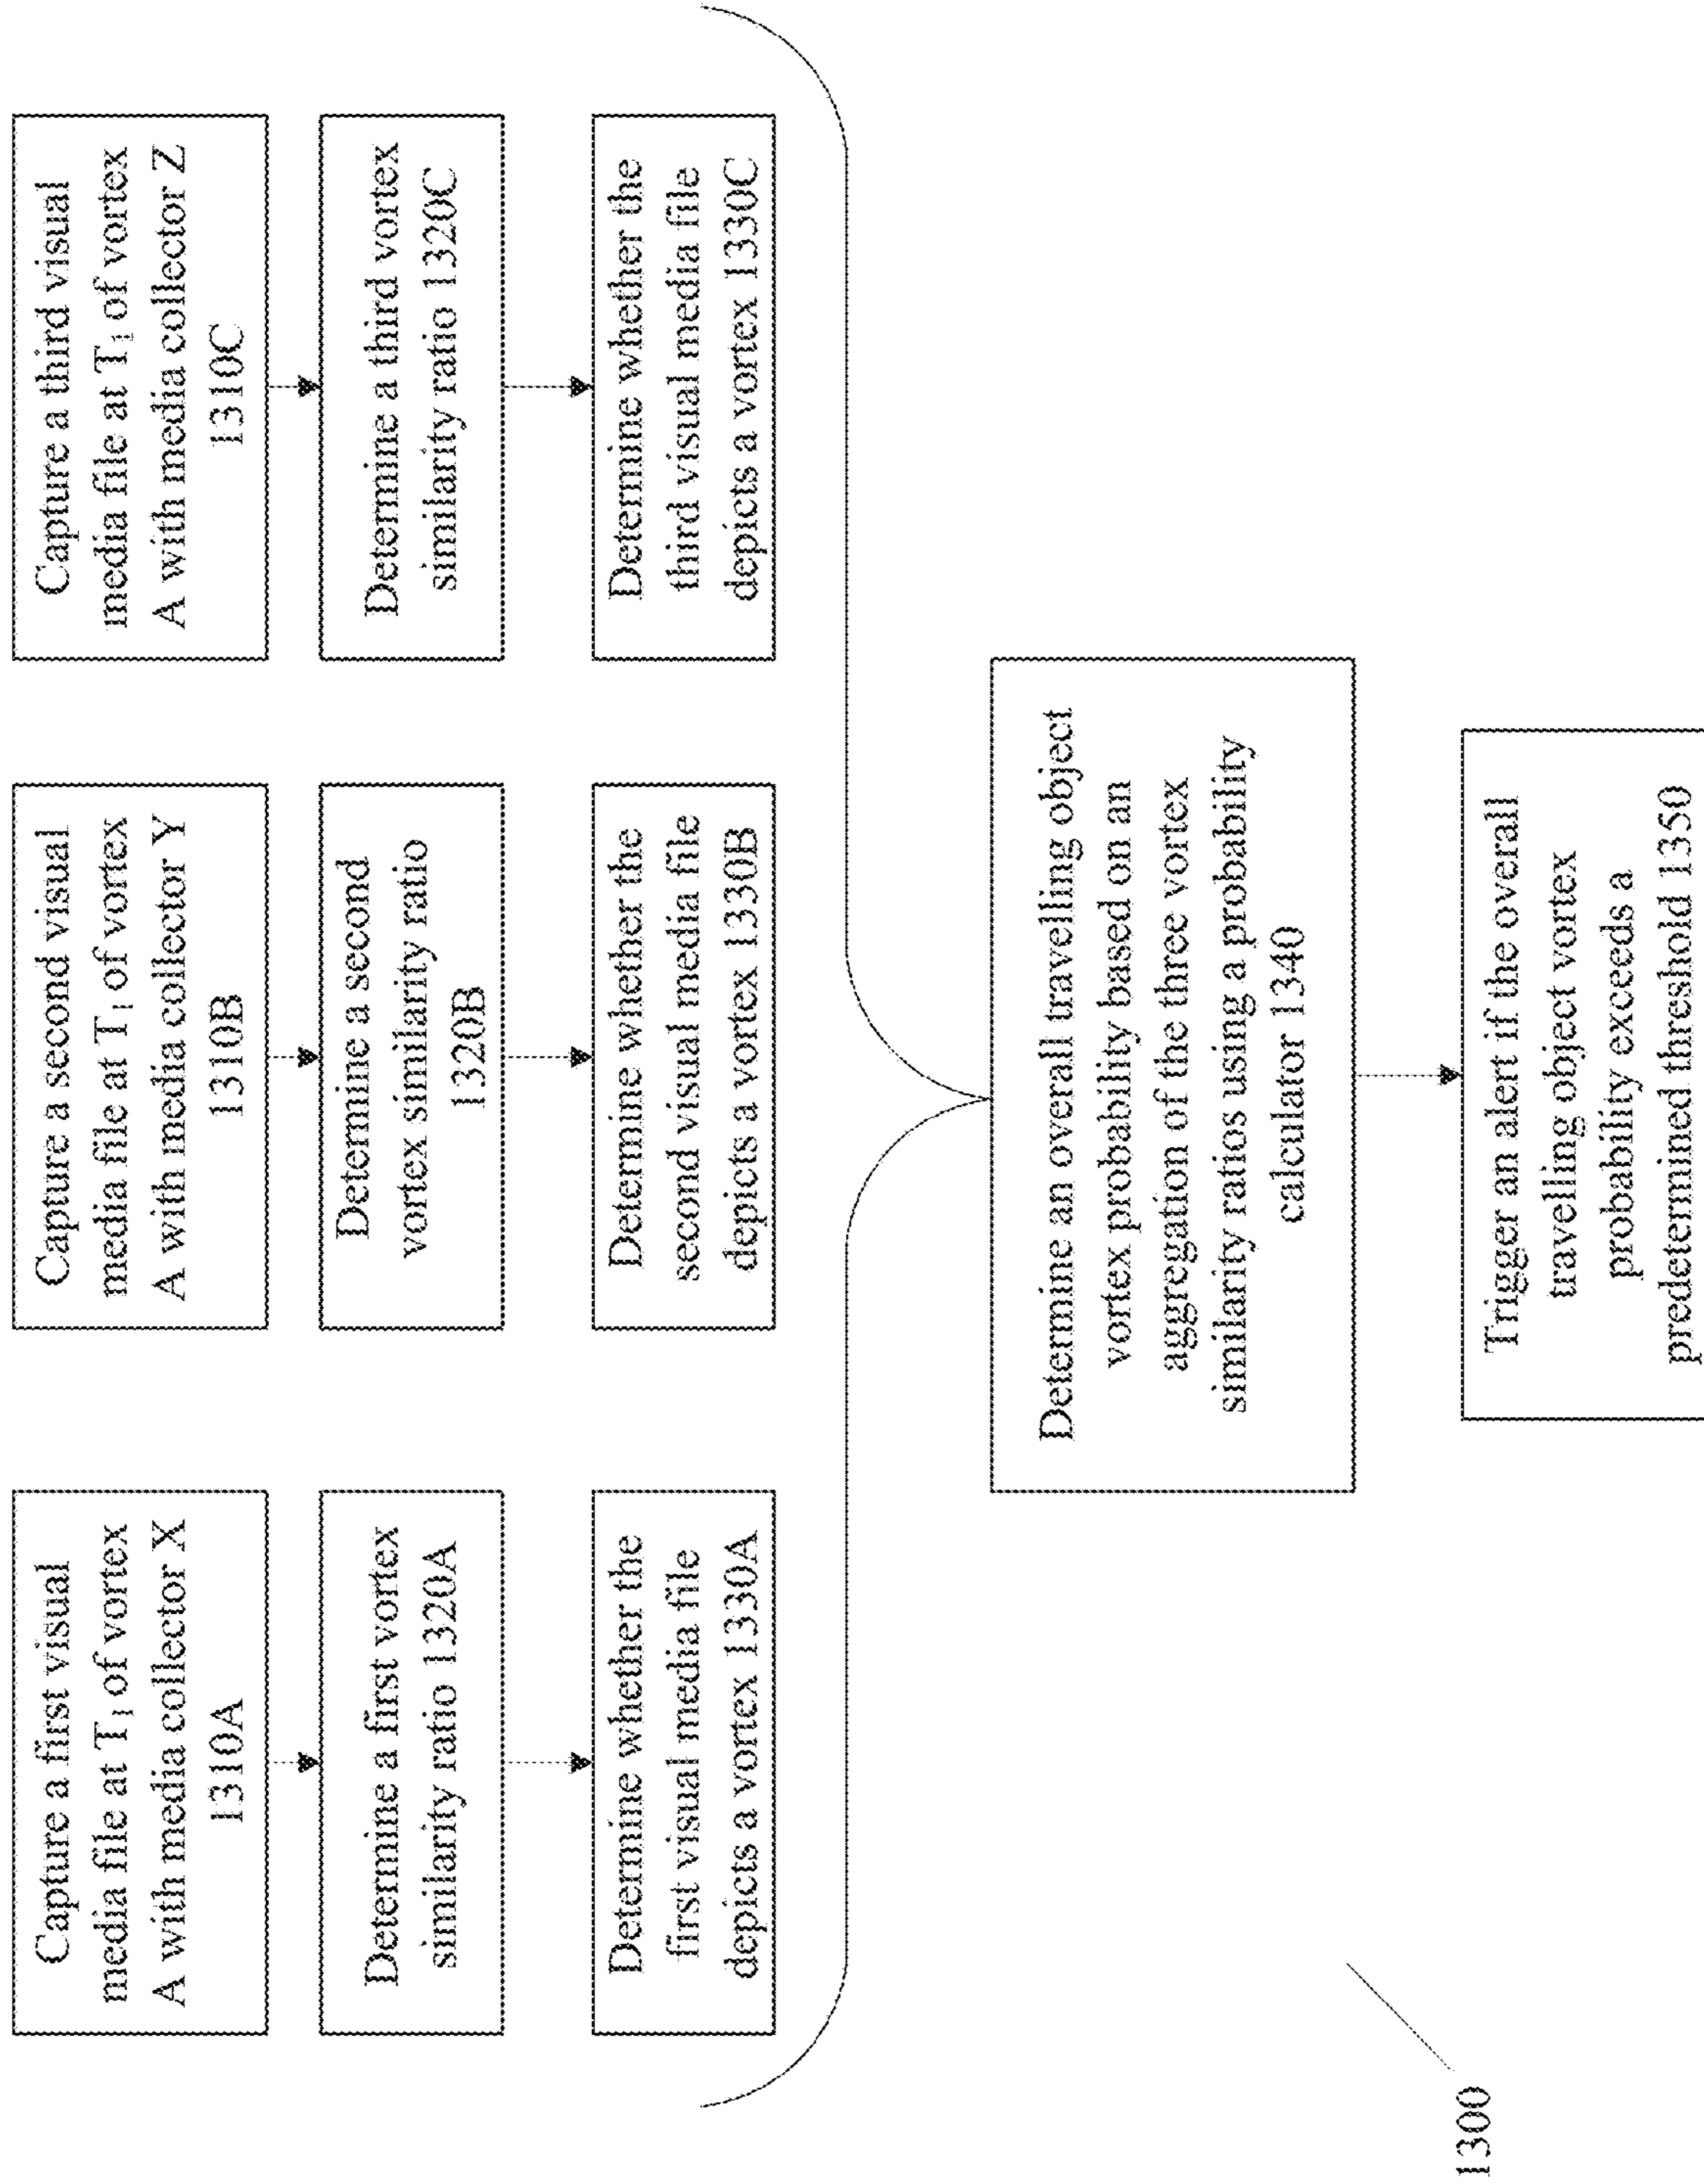 Capture a first visual
media file at T1 of vortex
A with media collector X
1310A
Determine a first vortex
similarity ratio 1320A
Determine whether the
first visual media file
depicts a vortex 1330A
Capture a second visual
media file at T1 of vortex
A with media collector Y
1310B
Determine a second
vortex similarity ratio
1320B
Determine whether the
second visual media file
depicts a vortex 1330B
Capture a third visual
media file at T1 of vortex
A with media collector Z
1310C
Determine a third vortex
similarity ratio 1320C
Determine whether the
third visual media file
depicts a vortex 1330C
Determine an overall travelling object
vortex probability based on an
aggregation of the three vortex
similarity ratios using a probability
calculator 1340
Trigger an alert if the overall
travelling object vortex
probability exceeds a
predetermined threshold 1350
1300